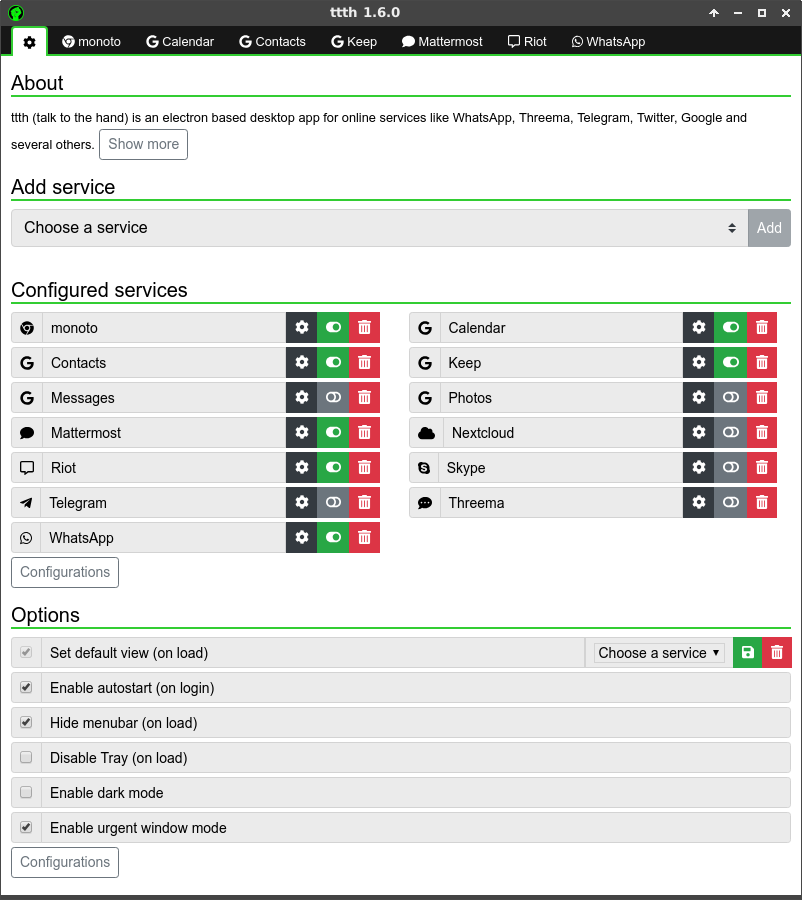 ttth 1.6.0
monoto Calendar Contacts Keep Mattermost Riot WhatsApp
About
ttth (talk to the hand) is an electron based desktop app for online services like WhatsApp, Threema, Telegram, Twitter, Google and
several others. Show more
Add service
Choose a service Add
Configured services
monoto Calendar
Contacts Keep
Messages Photos
Mattermost Nextcloud
Riot Skype
Telegram Threema
WhatsApp
Configurations
Options
Set default view (on load) Choose a service
Enable autostart (on login)
Hide menubar (on load)
Disable Tray (on load)
Enable dark mode
Enable urgent window mode
Configurations